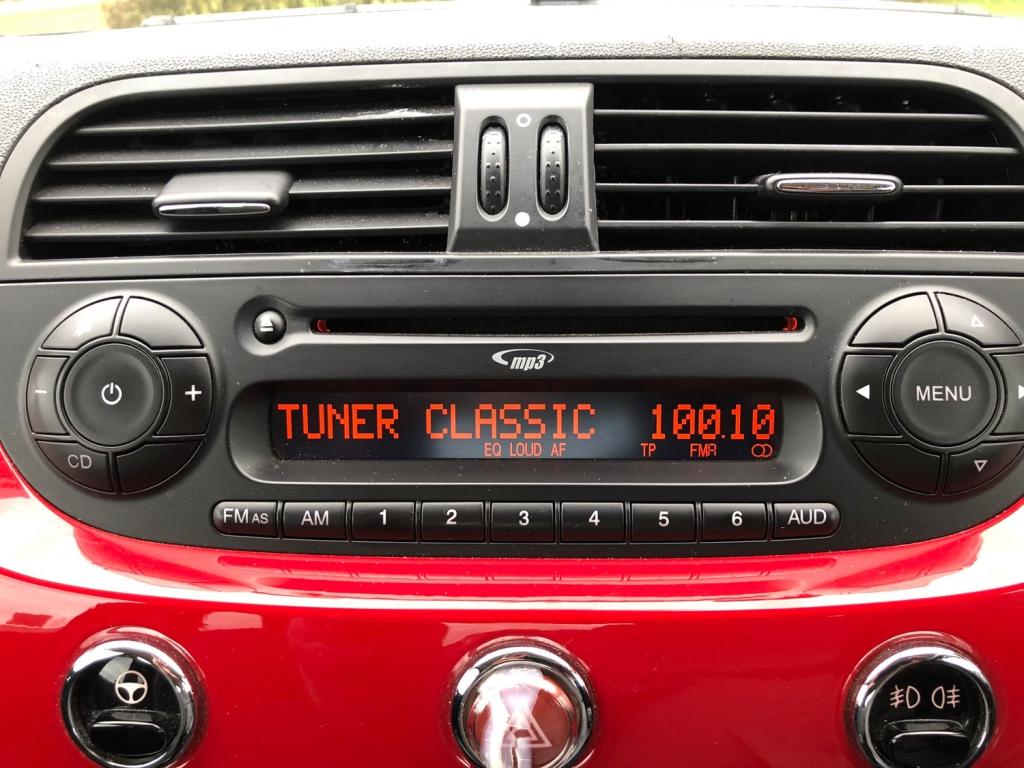 mp3
TUNER CLASSIC 100.10
EQ LOUD AF TP FMA
MENU
CD
FM AS AM 1 2 3 4 5 6 AUD